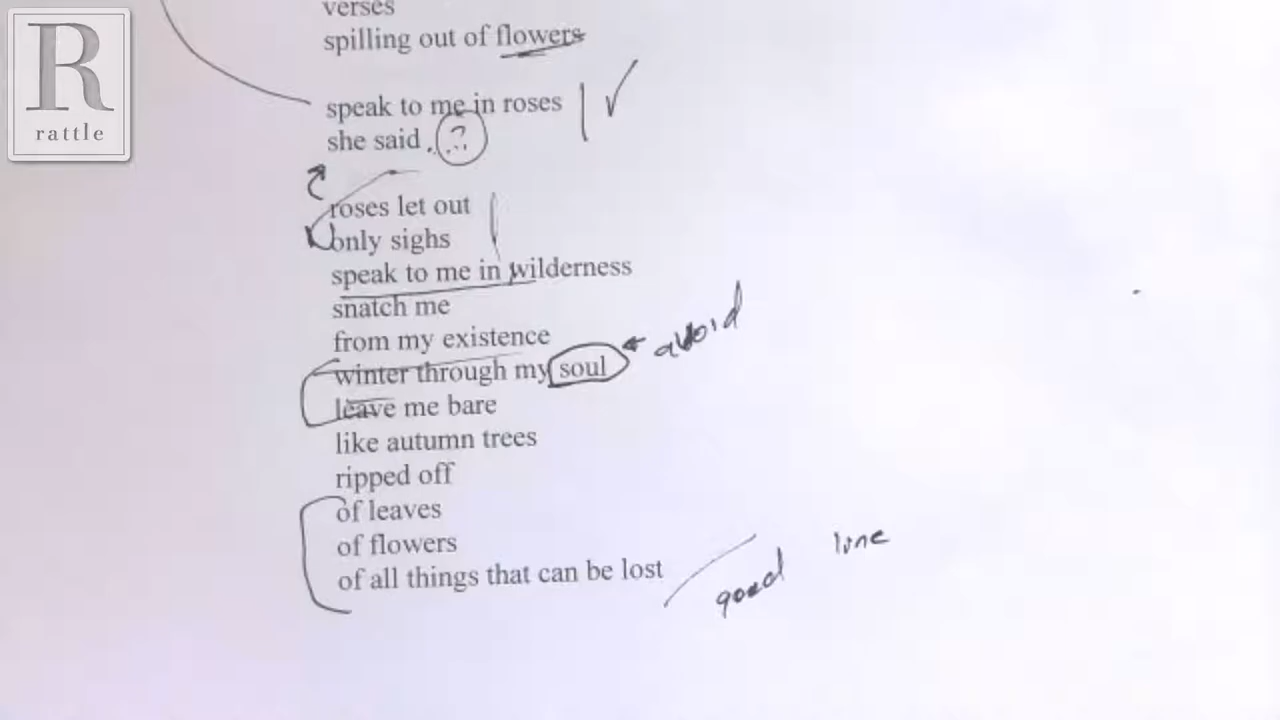 R
rattle
verses
spilling out of flowers
speak to me in roses
she said . ?
roses let out
only sighs
speak to me in wilderness
snatch me
from my existence
winter through my soul avoid
leave me bare
like autumn trees
ripped off
of leaves
of flowers
of all things that can be lost good line